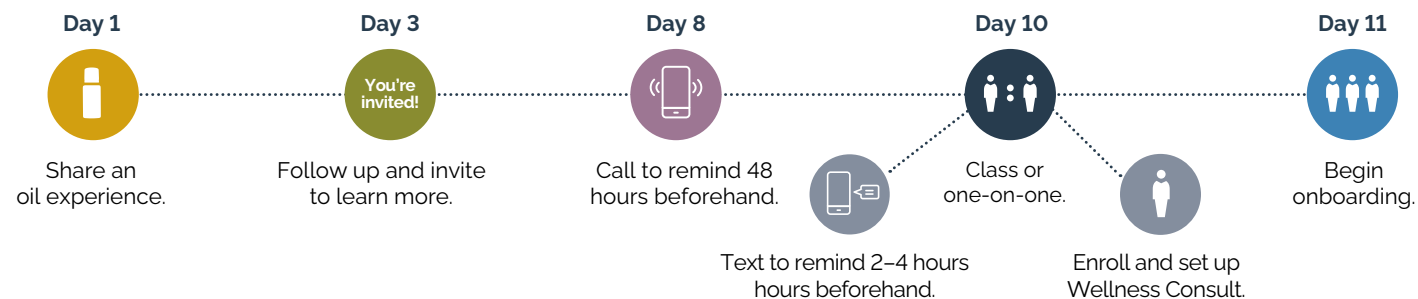 Day 1
Day 3
Day 8
Day 10
Day 11
You're
invited!
Share an
oil experience.
Follow up and invite
to learn more.
Call to remind 48
hours beforehand.
Class or
one-on-one.
Begin
onboarding.
Text to remind 2–4 hours
hours beforehand.
Enroll and set up
Wellness Consult.